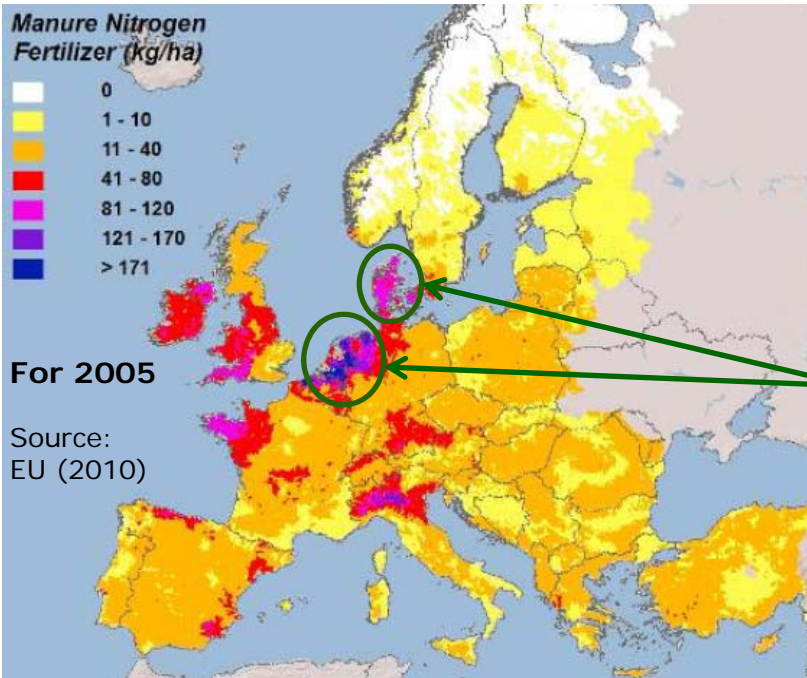 Manure Nitrogen
Fertilizer (kg/ha)
0
1 - 10
11 - 40
41 - 80
81 - 120
121 - 170
> 171
For 2005
Source:
EU (2010)